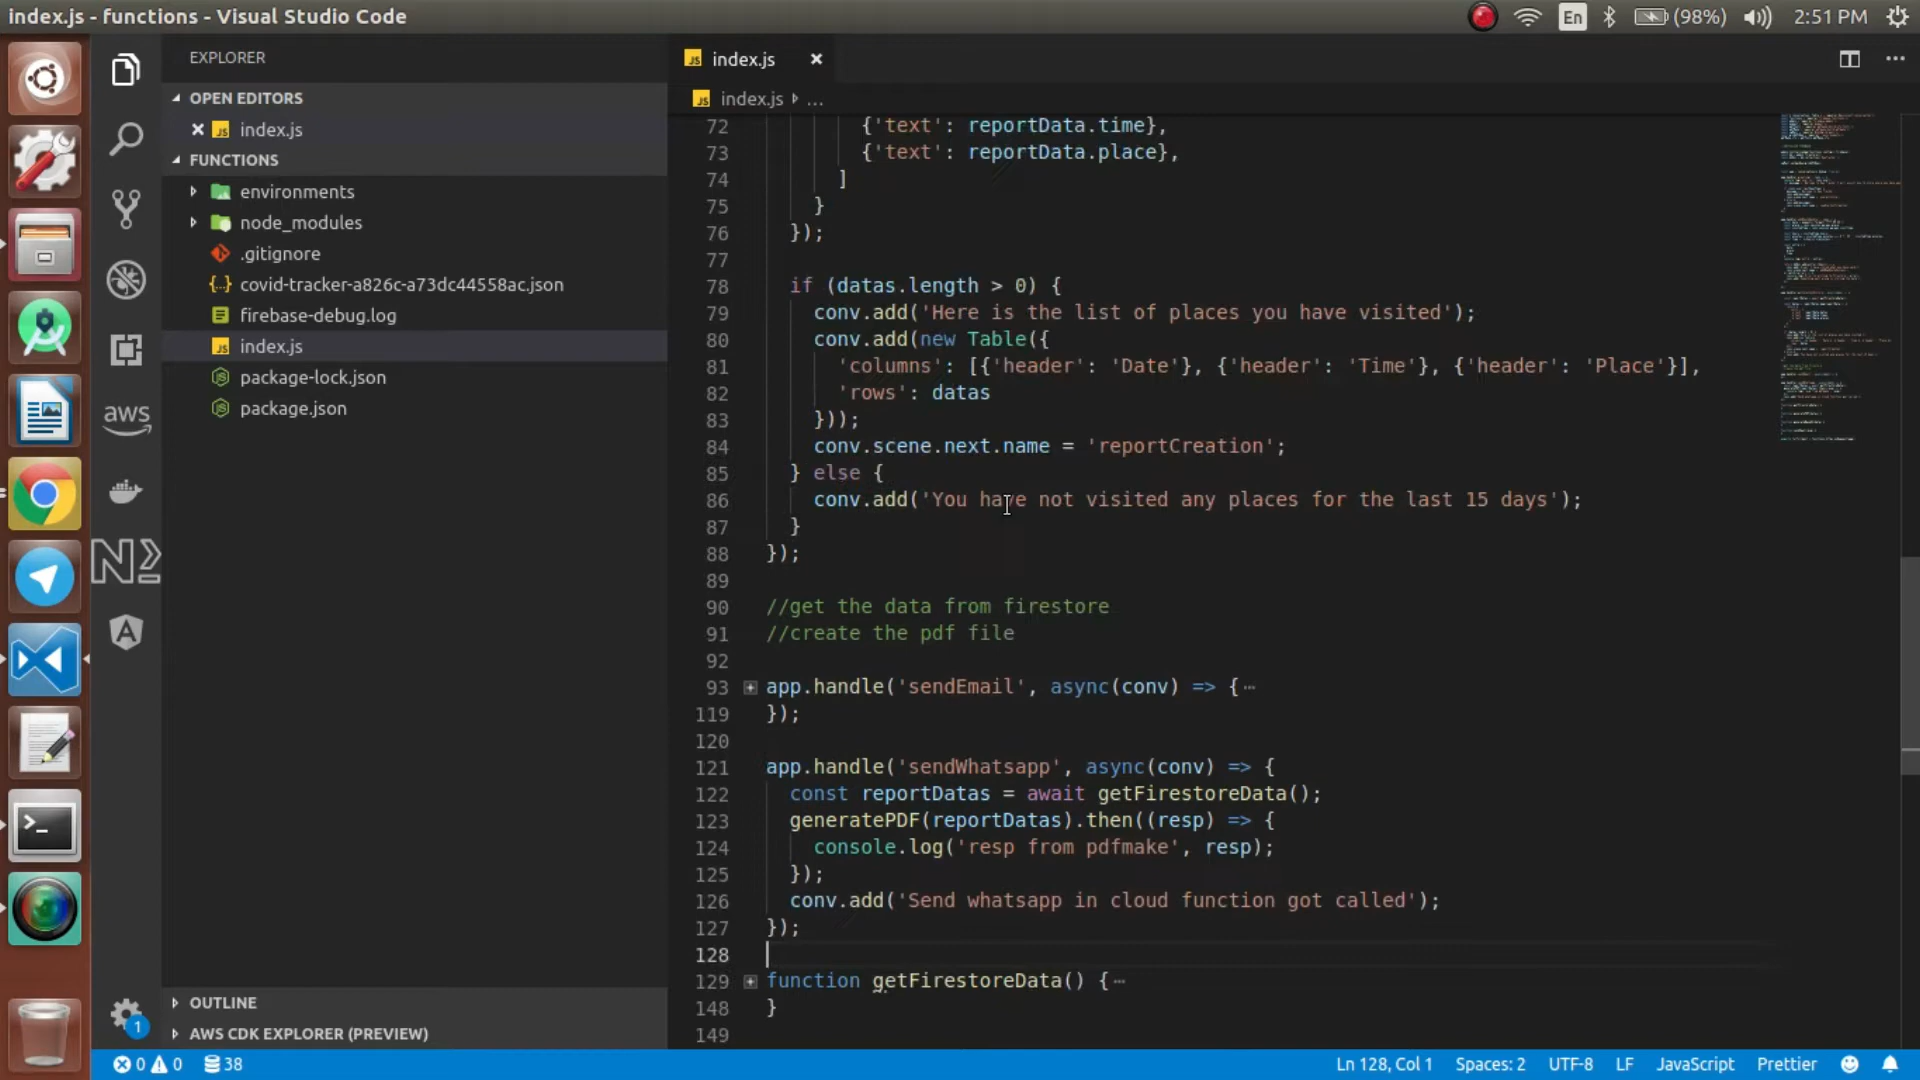 index.js - functions - Visual Studio Code
En
(98%)
2:51 PM
EXPLORER
OPEN EDITORS
index.js
FUNCTIONS
environments
node_modules
.gitignore
covid-tracker-a826c-a73dc44558ac.json
firebase-debug.log
index.js
package-lock.json
package.json
aws
OUTLINE
AWS CDK EXPLORER (PREVIEW)
JS index.js
JS index.js ...
72 {'text': reportData.time},
73 {'text': reportData.place},
74 ]
75 }
76 });
77
78 if (datas.length > 0) {
79 conv.add('Here is the list of places you have visited');
80 conv.add(new Table({
81 'columns': [{'header': 'Date'}, {'header': 'Time'}, {'header': 'Place'}],
82 'rows': datas
83 }));
84 conv.scene.next.name = 'reportCreation';
85 } else {
86 conv.add('You have not visited any places for the last 15 days');
87 }
88 });
89
90 //get the data from firestore
91 //create the pdf file
92
93 app.handle('sendEmail', async(conv) => {⋯
119 });
120
121 app.handle('sendWhatsapp', async(conv) => {
122 const reportDatas = await getFirestoreData();
123 generatePDF(reportDatas).then((resp) => {
124 console.log('resp from pdfmake', resp);
125 });
126 conv.add('Send whatsapp in cloud function got called');
127 });
128
129 function getFirestoreData() {⋯
148 }
149
1
0 0 38
Ln 128, Col 1 Spaces: 2 UTF-8 LF JavaScript Prettier